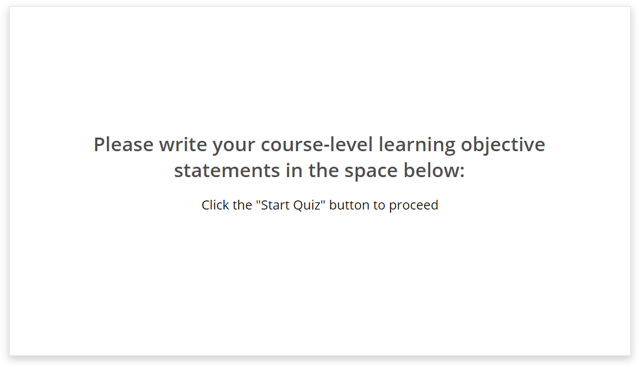 Please write your course-level learning objective
statements in the space below:
Click the "Start Quiz" button to proceed